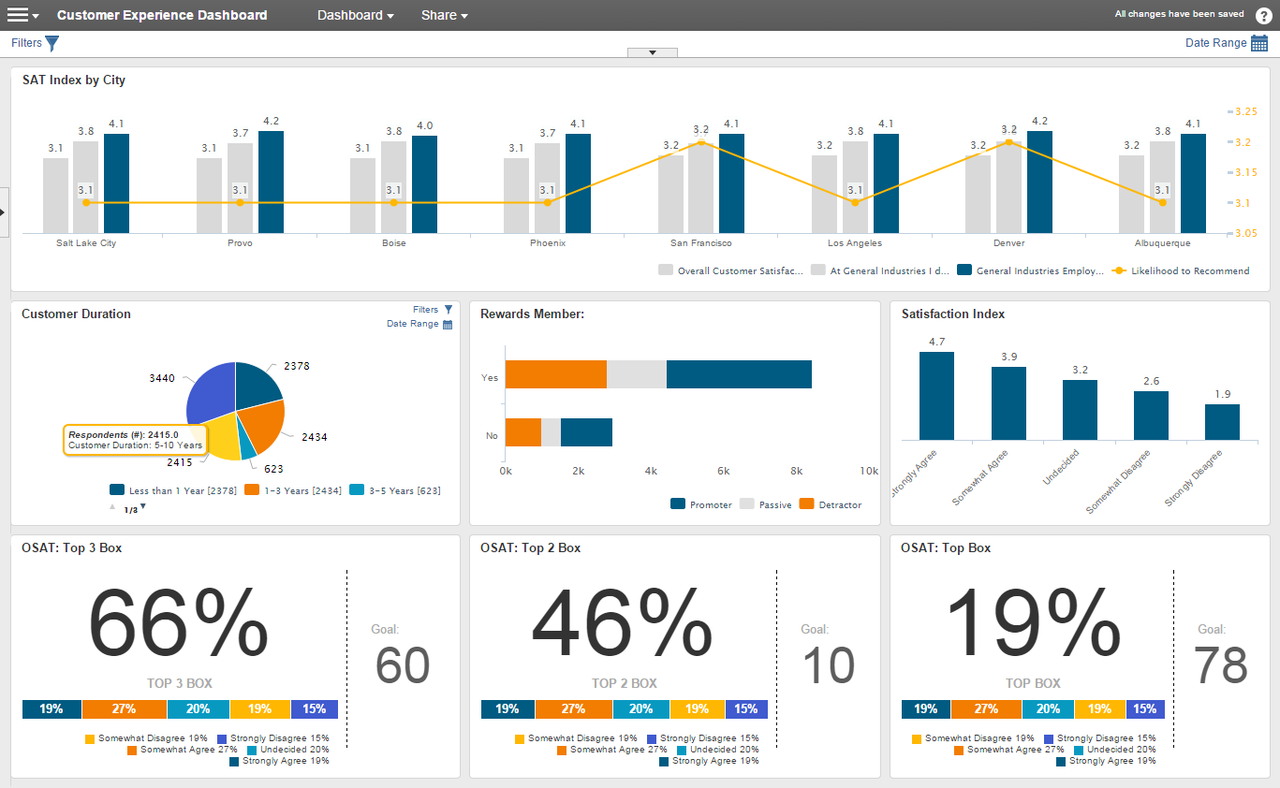 Customer Experience Dashboard Dashboard Share All changes have been saved ?
Filters Date Range
SAT Index by City
3.1 3.8 4.1 3.1
3.1 3.7 4.2 3.1
3.1 3.8 4.0 3.1
3.1 3.7 4.1 3.1
3.2 3.2 4.1
3.2 3.8 4.1 3.1
3.2 3.2 4.2
3.2 3.8 4.1 3.1
3.25
3.2
3.15
3.1
3.05
Salt Lake City Provo Boise Phoenix San Francisco Los Angeles Denver Albuquerque
Overall Customer Satisfac... At General Industries I d... General Industries Employ... Likelihood to Recommend
Customer Duration
Filters
Date Range
3440 2378
2434
Respondents (#): 2415.0
Customer Duration: 5-10 Years
2415 623
Less than 1 Year [2378] 1-3 Years [2434] 3-5 Years [623]
1/3
Rewards Member:
Yes
No
0k 2k 4k 6k 8k 10k
Promoter Passive Detractor
Satisfaction Index
4.7 3.9 3.2 2.6 1.9
Strongly Agree
Somewhat Agree
Undecided
Somewhat Disagree
Strongly Disagree
OSAT: Top 3 Box
66%
TOP 3 BOX
Goal:
60
19% 27% 20% 19% 15%
Somewhat Disagree 19% Strongly Disagree 15%
Somewhat Agree 27% Undecided 20%
Strongly Agree 19%
OSAT: Top 2 Box
46%
TOP 2 BOX
Goal:
10
19% 27% 20% 19% 15%
Somewhat Disagree 19% Strongly Disagree 15%
Somewhat Agree 27% Undecided 20%
Strongly Agree 19%
OSAT: Top Box
19%
TOP BOX
Goal:
78
19% 27% 20% 19% 15%
Somewhat Disagree 19% Strongly Disagree 15%
Somewhat Agree 27% Undecided 20%
Strongly Agree 19%